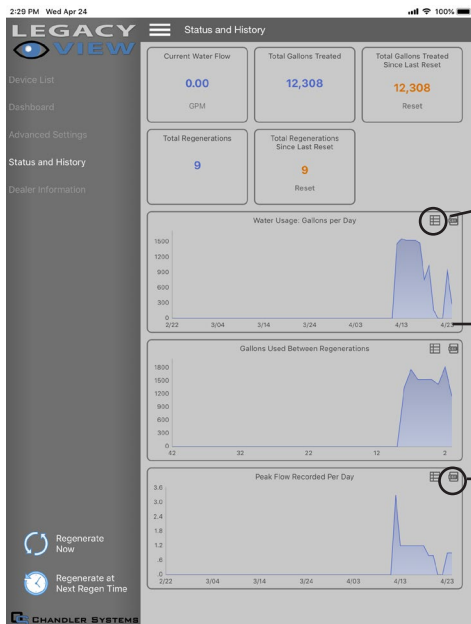 2:29 PM Wed Apr 24
100%
LEGACY
VIEW
Device List
Dashboard
Advanced Settings
Status and History
Dealer Information
Regenerate
Now
Regenerate at
Next Regen Time
CHANDLER SYSTEMS
Status and History
Current Water Flow
0.00
GPM
Total Gallons Treated
12,308
Total Gallons Treated
Since Last Reset
12,308
Reset
Total Regenerations
9
Total Regenerations
Since Last Reset
9
Reset
Water Usage: Gallons per Day
1500
1200
900
600
300
0
2/22 3/04 3/14 3/24 4/03 4/13 4/23
Gallons Used Between Regenerations
1800
1500
1200
900
600
300
0
42 32 22 12 2
Peak Flow Recorded Per Day
3.6
3.0
2.4
1.8
1.2
.6
0
2/22 3/04 3/14 3/24 4/03 4/13 4/23